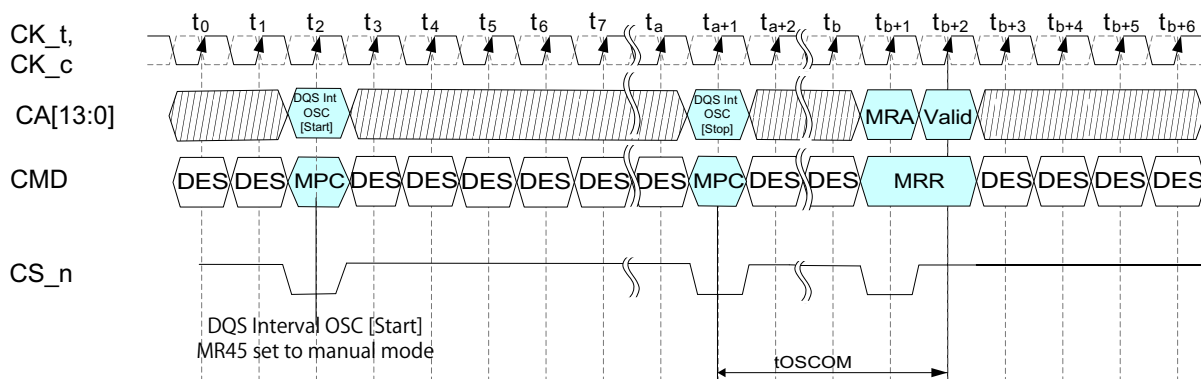 t0 t1 t2 t3 t4 t5 t6 t7 ta ta+1 ta+2 tb tb+1 tb+2 tb+3 tb+4 tb+5 tb+6
CK_t,
CK_c
CA[13:0]
DQS Int
OSC
[Start]
DQS Int
OSC
[Stop]
MRA Valid
CMD
DES DES MPC DES DES DES DES DES DES MPC DES DES MRR DES DES DES DES
CS_n
DQS Interval OSC [Start]
MR45 set to manual mode
tOSCOM